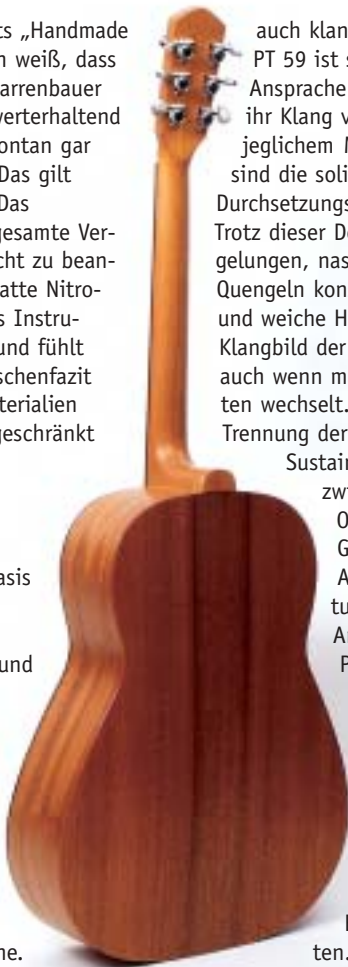 ts „Handmade
n weiß, dass
arrenbauer
verterhaltend
ontan gar
Das gilt
Das
gesamte Ver-
cht zu bean-
atte Nitro-
s Instru-
und fühlt
schenfazit
terialien
geschränkt
asis
und
ne.
auch klan
PT 59 ist s
Ansprache
ihr Klang v
jeglichem
sind die soli
Durchsetzungs
Trotz dieser D
gelungen, nas
Quengeln kon
und weiche H
Klangbild der
auch wenn m
ten wechselt.
Trennung der
Sustain
zw
O
G
A
tu
A
P
ten.